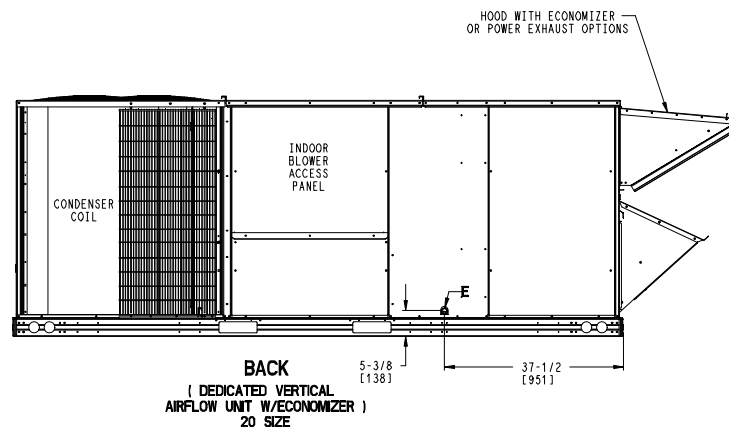 HOOD WITH ECONOMIZER
OR POWER EXHAUST OPTIONS
INDOOR
BLOWER
ACCESS
PANEL
CONDENSER
COIL
E
5-3/8
[138]
37-1/2
[951]
BACK
( DEDICATED VERTICAL
AIRFLOW UNIT W/ECONOMIZER )
20 SIZE